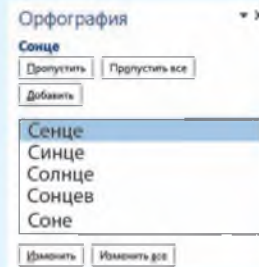 Орфография
Сонце
Пропустить Пропустить все
Добавить
Сенце
Синце
Солнце
Сонцев
Соне
Изменить Изменить все